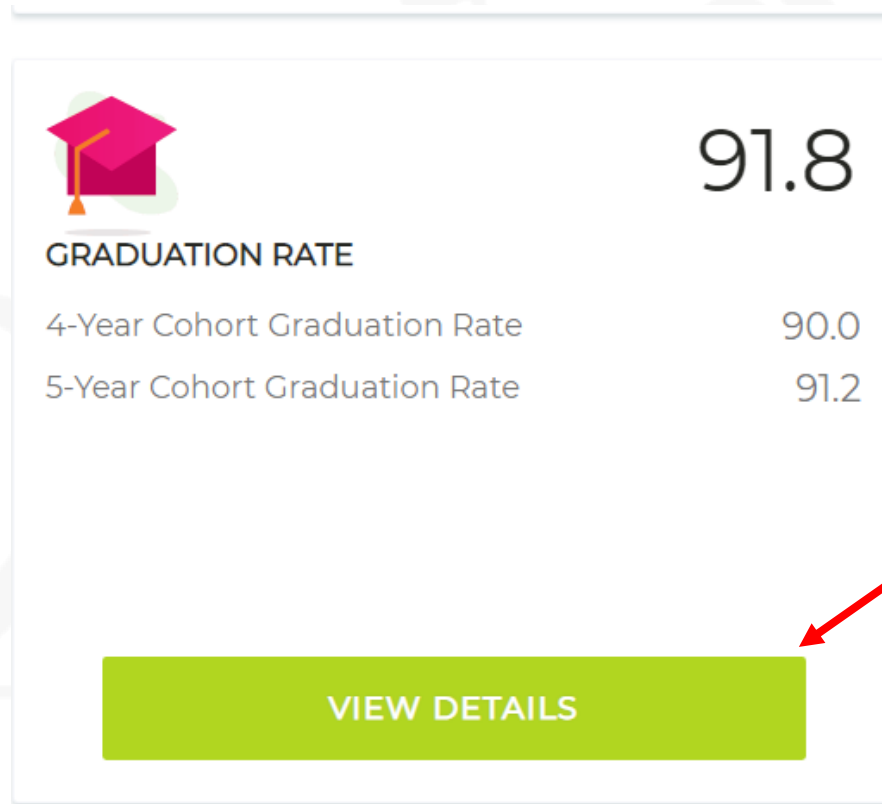 91.8
GRADUATION RATE
4-Year Cohort Graduation Rate 90.0
5-Year Cohort Graduation Rate 91.2
VIEW DETAILS